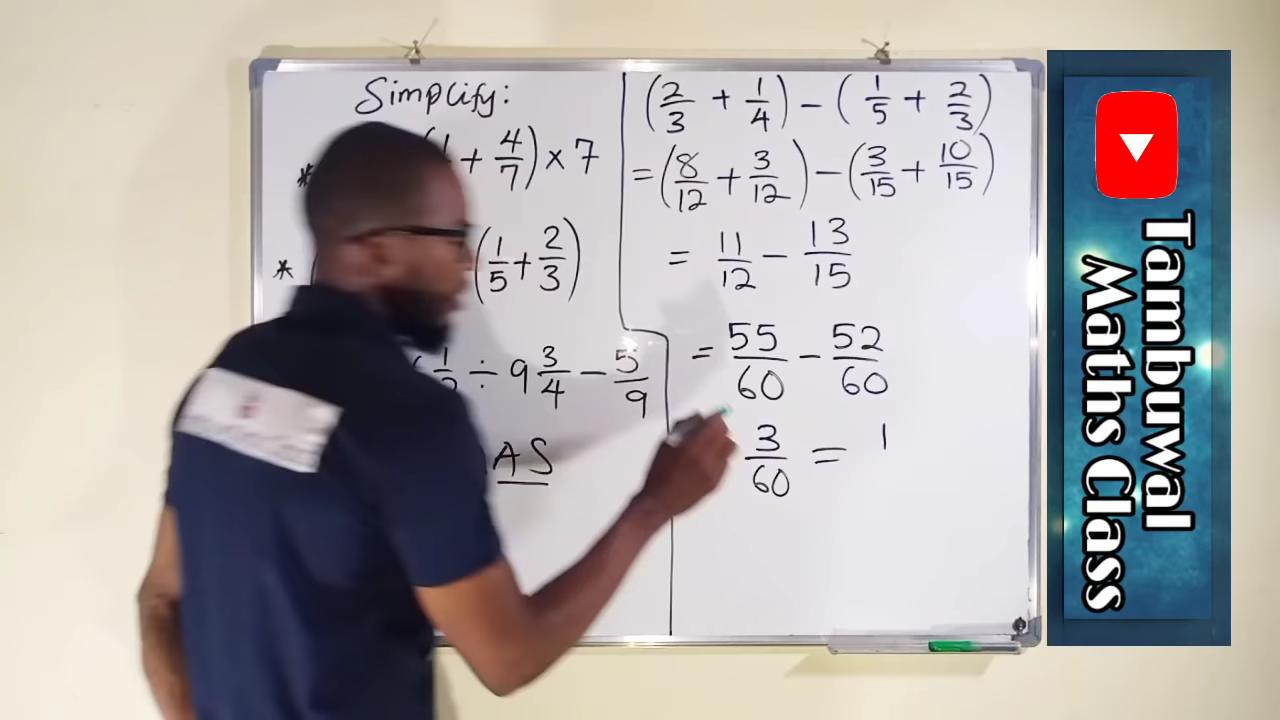 Simplify:
* + 4/7) × 7
* (1/5 + 2/3)
÷ 9 3/4 − 5/9
AS
(2/3 + 1/4) − (1/5 + 2/3)
= (8/12 + 3/12) − (3/15 + 10/15)
= 11/12 − 13/15
= 55/60 − 52/60
3/60 = 1
Tambuwal
Maths Class